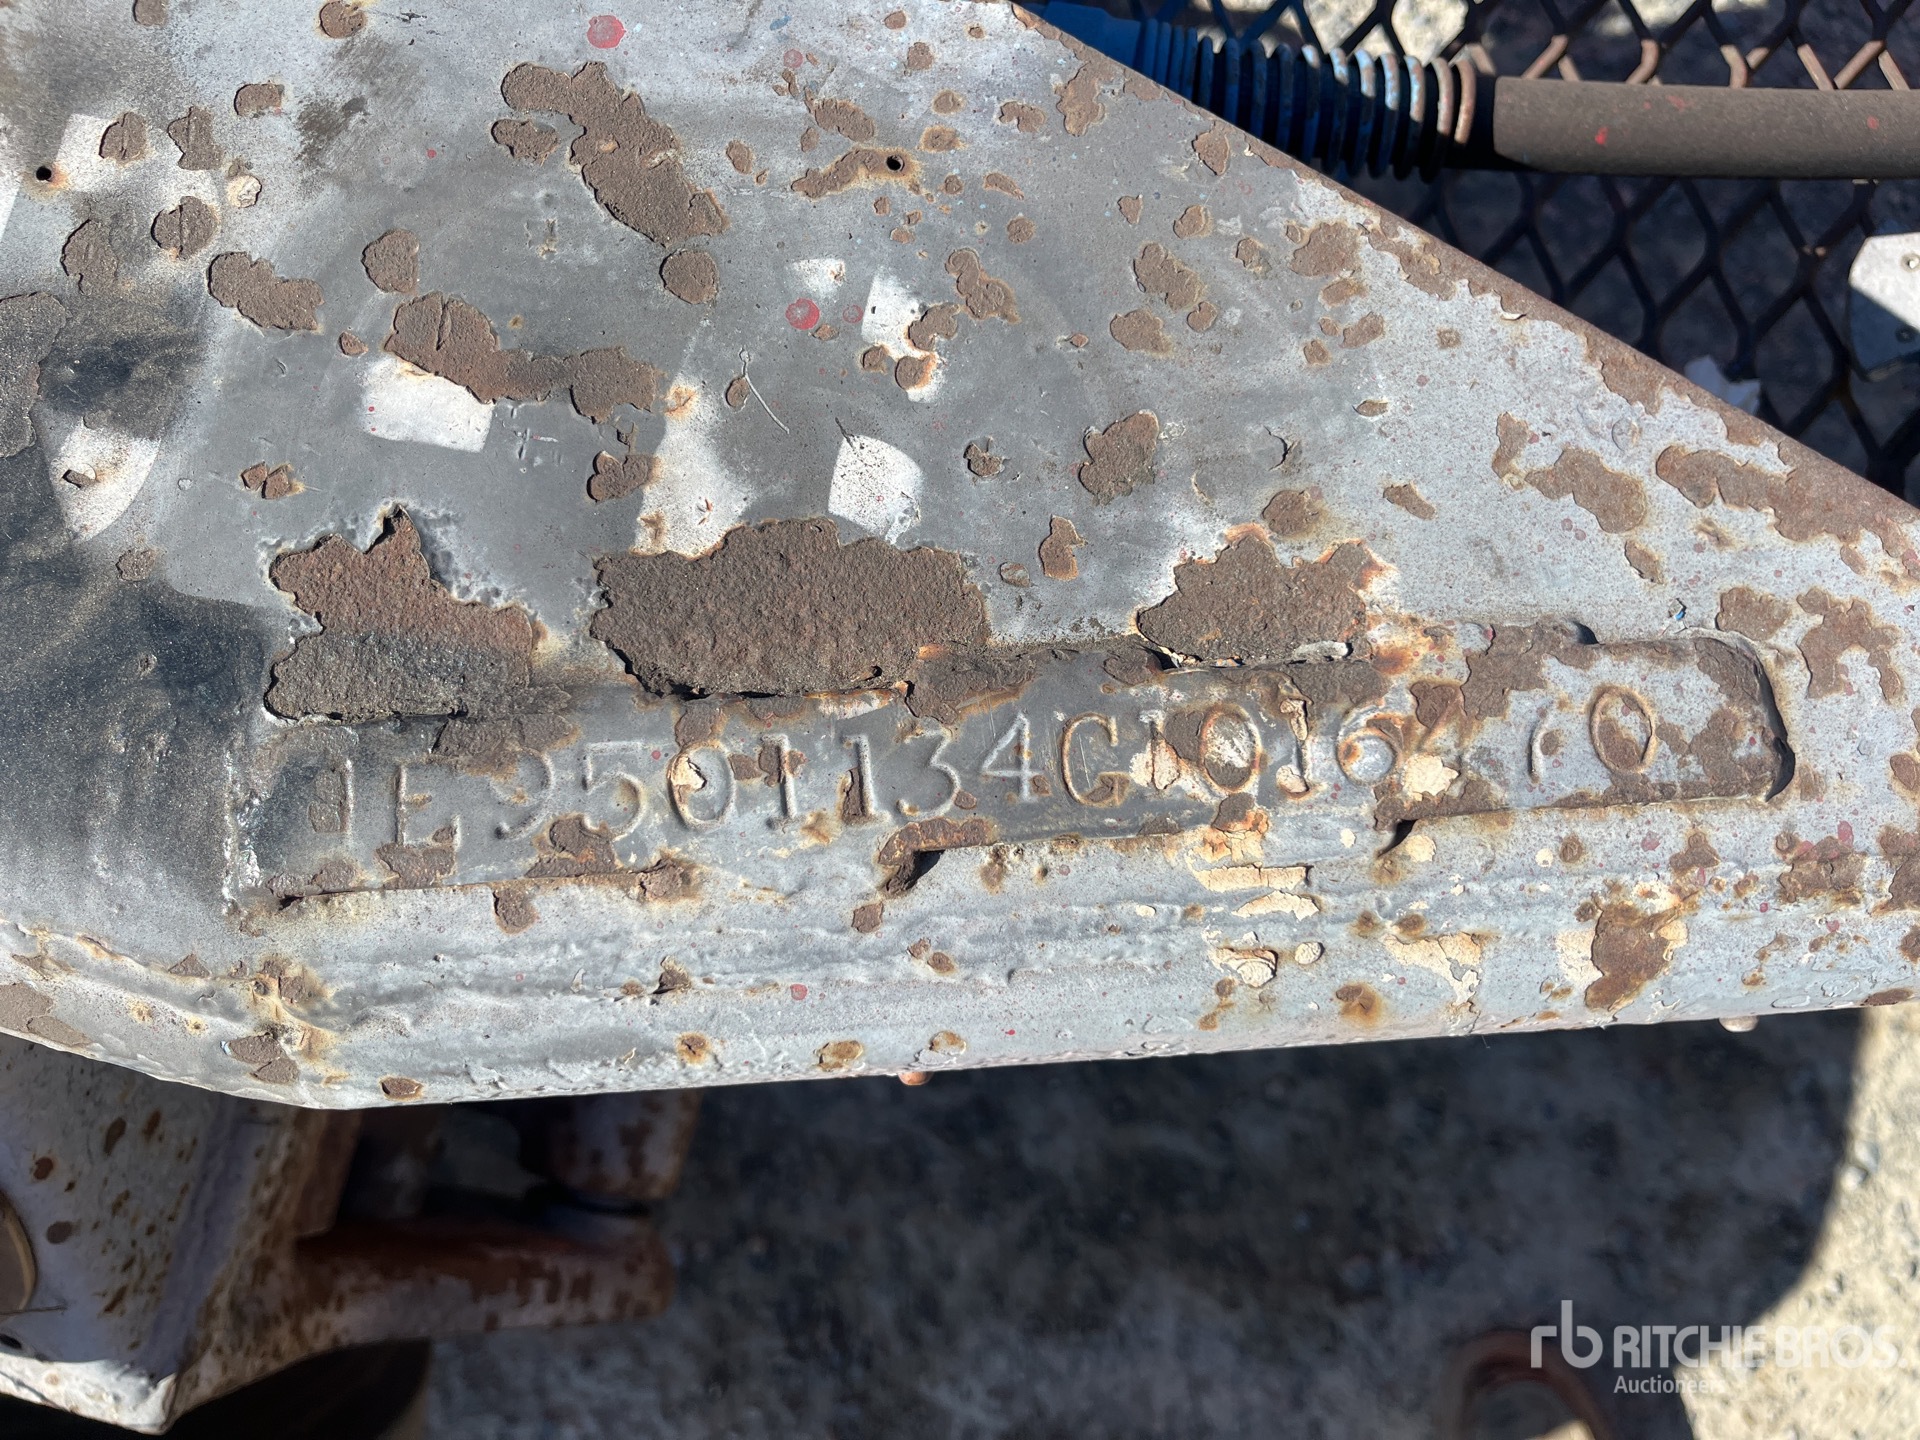 1E9501134G1016470
rb RITCHIE BROS.
Auctioneers